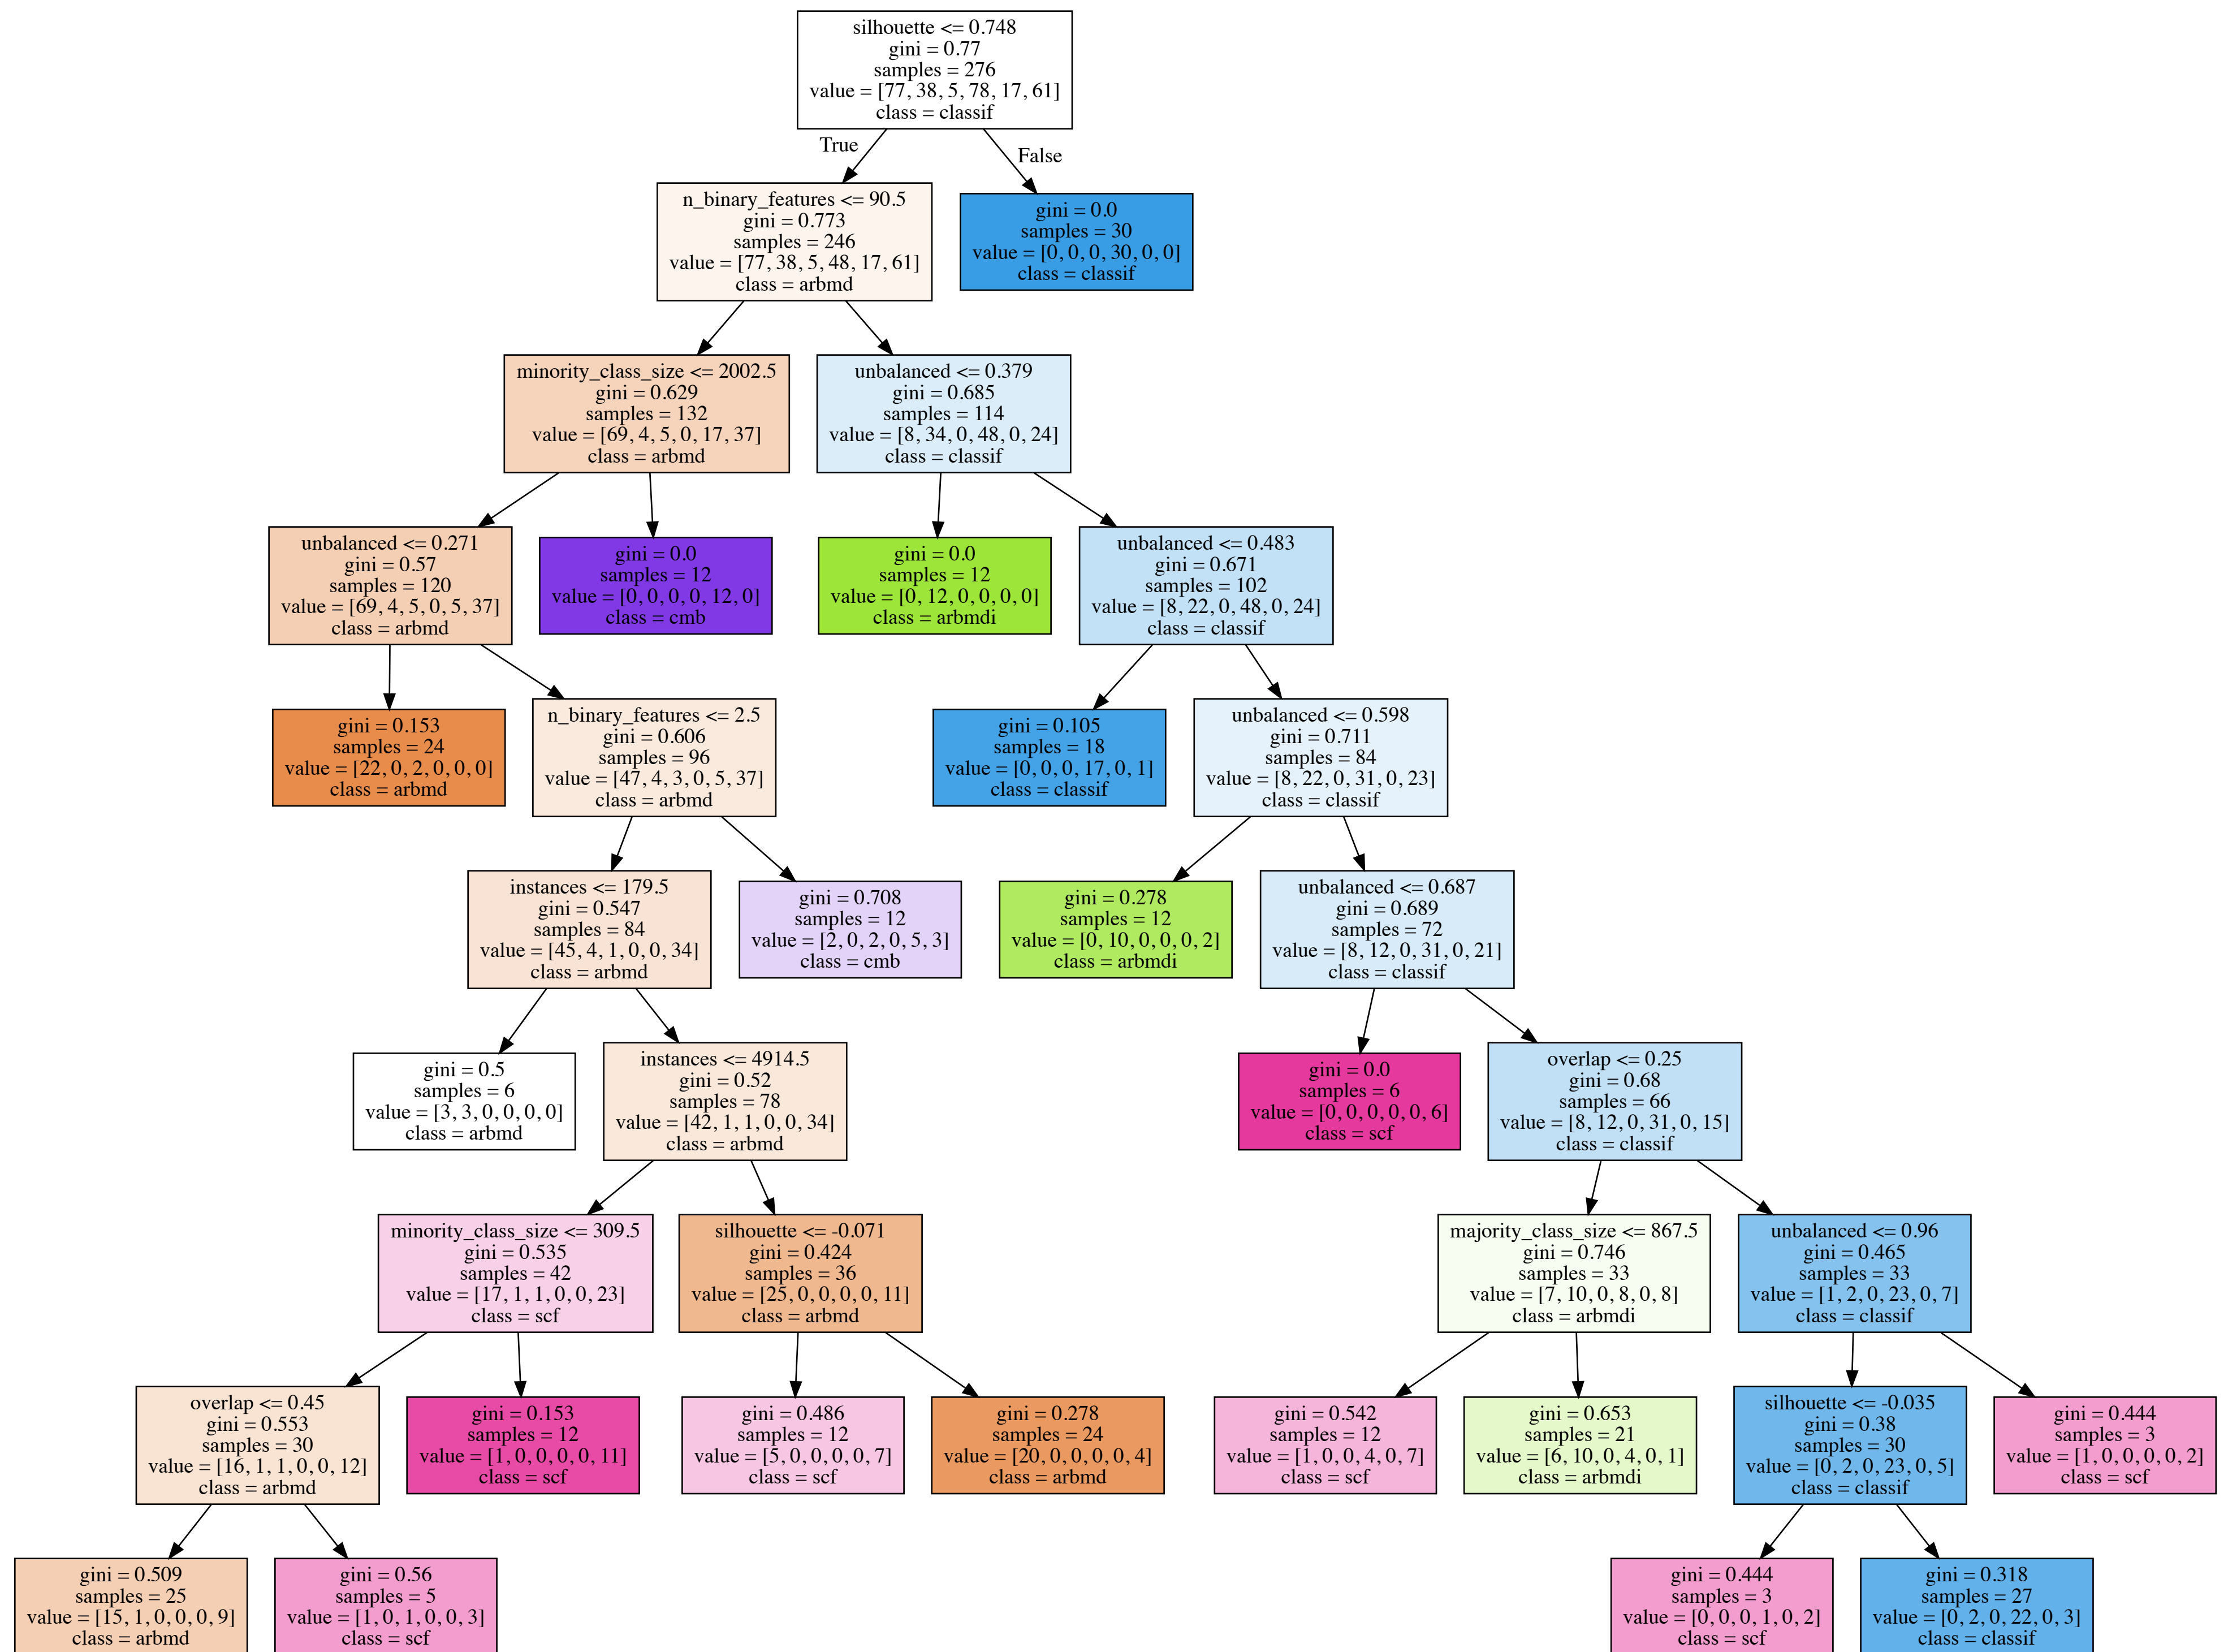 silhouette <= 0.748
gini = 0.77
samples = 276
value = [77, 38, 5, 78, 17, 61]
class = classif
True
False
n_binary_features <= 90.5
gini = 0.773
samples = 246
value = [77, 38, 5, 48, 17, 61]
class = arbmd
gini = 0.0
samples = 30
value = [0, 0, 0, 30, 0, 0]
class = classif
minority_class_size <= 2002.5
gini = 0.629
samples = 132
value = [69, 4, 5, 0, 17, 37]
class = arbmd
unbalanced <= 0.379
gini = 0.685
samples = 114
value = [8, 34, 0, 48, 0, 24]
class = classif
unbalanced <= 0.271
gini = 0.57
samples = 120
value = [69, 4, 5, 0, 5, 37]
class = arbmd
gini = 0.0
samples = 12
value = [0, 0, 0, 0, 12, 0]
class = cmb
gini = 0.0
samples = 12
value = [0, 12, 0, 0, 0, 0]
class = arbmdi
unbalanced <= 0.483
gini = 0.671
samples = 102
value = [8, 22, 0, 48, 0, 24]
class = classif
gini = 0.153
samples = 24
value = [22, 0, 2, 0, 0, 0]
class = arbmd
n_binary_features <= 2.5
gini = 0.606
samples = 96
value = [47, 4, 3, 0, 5, 37]
class = arbmd
gini = 0.105
samples = 18
value = [0, 0, 0, 17, 0, 1]
class = classif
unbalanced <= 0.598
gini = 0.711
samples = 84
value = [8, 22, 0, 31, 0, 23]
class = classif
instances <= 179.5
gini = 0.547
samples = 84
value = [45, 4, 1, 0, 0, 34]
class = arbmd
gini = 0.708
samples = 12
value = [2, 0, 2, 0, 5, 3]
class = cmb
gini = 0.278
samples = 12
value = [0, 10, 0, 0, 0, 2]
class = arbmdi
unbalanced <= 0.687
gini = 0.689
samples = 72
value = [8, 12, 0, 31, 0, 21]
class = classif
gini = 0.5
samples = 6
value = [3, 3, 0, 0, 0, 0]
class = arbmd
instances <= 4914.5
gini = 0.52
samples = 78
value = [42, 1, 1, 0, 0, 34]
class = arbmd
gini = 0.0
samples = 6
value = [0, 0, 0, 0, 0, 6]
class = scf
overlap <= 0.25
gini = 0.68
samples = 66
value = [8, 12, 0, 31, 0, 15]
class = classif
minority_class_size <= 309.5
gini = 0.535
samples = 42
value = [17, 1, 1, 0, 0, 23]
class = scf
silhouette <= -0.071
gini = 0.424
samples = 36
value = [25, 0, 0, 0, 0, 11]
class = arbmd
majority_class_size <= 867.5
gini = 0.746
samples = 33
value = [7, 10, 0, 8, 0, 8]
class = arbmdi
unbalanced <= 0.96
gini = 0.465
samples = 33
value = [1, 2, 0, 23, 0, 7]
class = classif
overlap <= 0.45
gini = 0.553
samples = 30
value = [16, 1, 1, 0, 0, 12]
class = arbmd
gini = 0.153
samples = 12
value = [1, 0, 0, 0, 0, 11]
class = scf
gini = 0.486
samples = 12
value = [5, 0, 0, 0, 0, 7]
class = scf
gini = 0.278
samples = 24
value = [20, 0, 0, 0, 0, 4]
class = arbmd
gini = 0.542
samples = 12
value = [1, 0, 0, 4, 0, 7]
class = scf
gini = 0.653
samples = 21
value = [6, 10, 0, 4, 0, 1]
class = arbmdi
silhouette <= -0.035
gini = 0.38
samples = 30
value = [0, 2, 0, 23, 0, 5]
class = classif
gini = 0.444
samples = 3
value = [1, 0, 0, 0, 0, 2]
class = scf
gini = 0.509
samples = 25
value = [15, 1, 0, 0, 0, 9]
class = arbmd
gini = 0.56
samples = 5
value = [1, 0, 1, 0, 0, 3]
class = scf
gini = 0.444
samples = 3
value = [0, 0, 0, 1, 0, 2]
class = scf
gini = 0.318
samples = 27
value = [0, 2, 0, 22, 0, 3]
class = classif